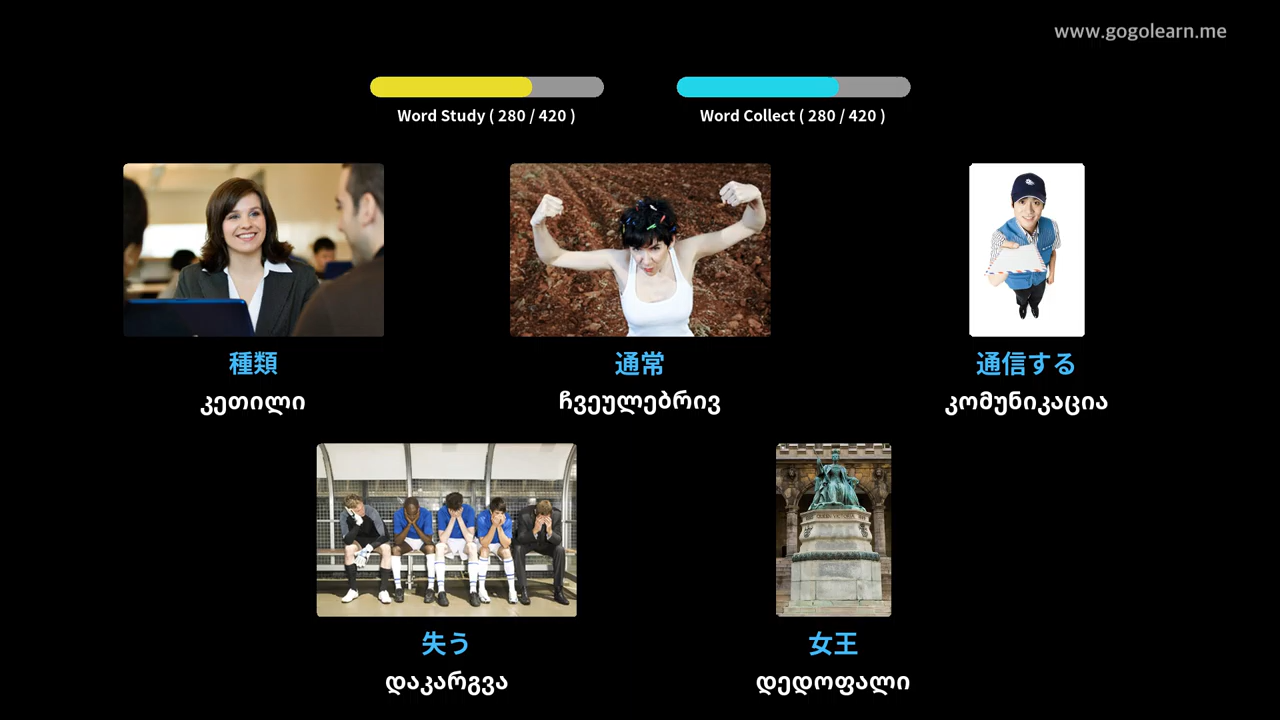 www.gogolearn.me
Word Study ( 280 / 420 )
Word Collect ( 280 / 420 )
種類
კეთილი
通常
ჩვეულებრივ
通信する
კომუნიკაცია
失う
დაკარგვა
女王
დედოფალი